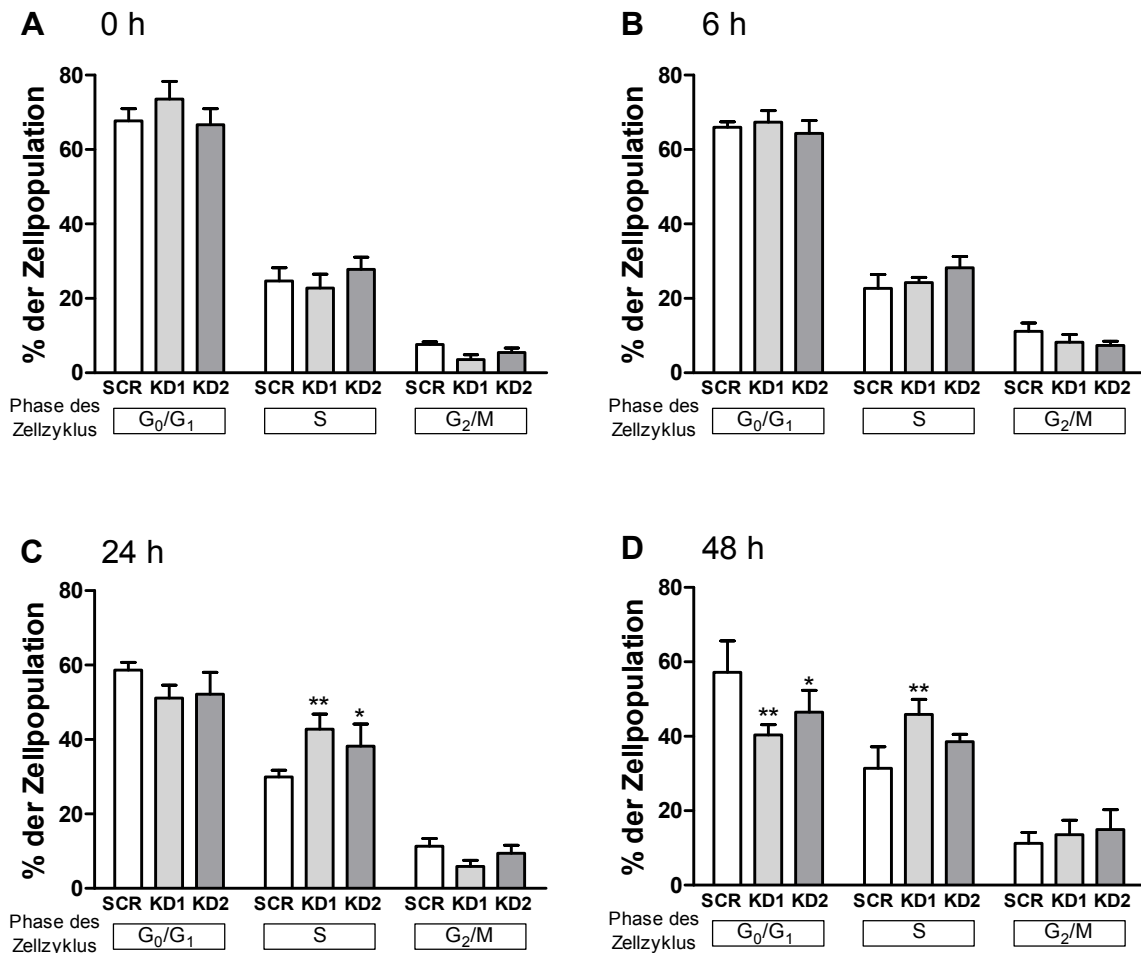 A 0 h
% der Zellpopulation
80
60
40
20
0
SCR KD1 KD2 SCR KD1 KD2 SCR KD1 KD2
Phase des
Zellzyklus
G₀/G₁ S G₂/M
B 6 h
% der Zellpopulation
80
60
40
20
0
SCR KD1 KD2 SCR KD1 KD2 SCR KD1 KD2
Phase des
Zellzyklus
G₀/G₁ S G₂/M
C 24 h
% der Zellpopulation
80
60
40
20
0
** *
SCR KD1 KD2 SCR KD1 KD2 SCR KD1 KD2
Phase des
Zellzyklus
G₀/G₁ S G₂/M
D 48 h
% der Zellpopulation
80
60
40
20
0
** * **
SCR KD1 KD2 SCR KD1 KD2 SCR KD1 KD2
Phase des
Zellzyklus
G₀/G₁ S G₂/M